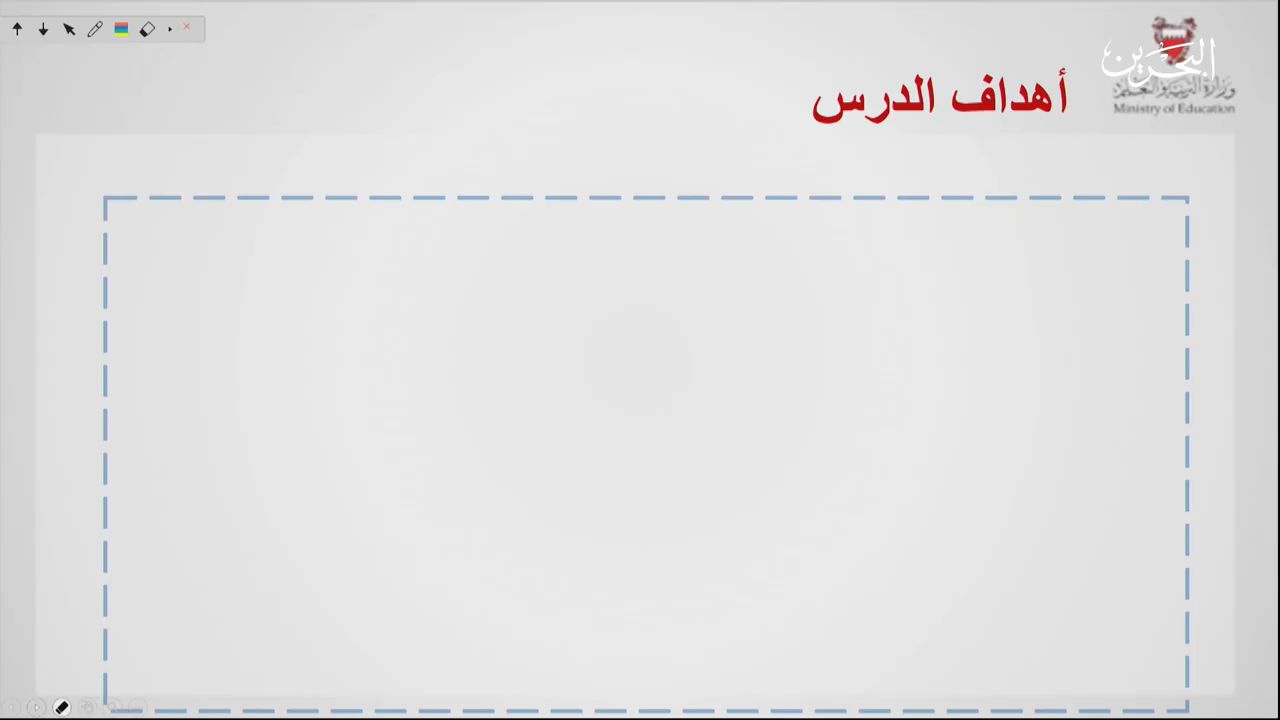 البحرين
وزارة التربية والتعليم
Ministry of Education
أهداف الدرس